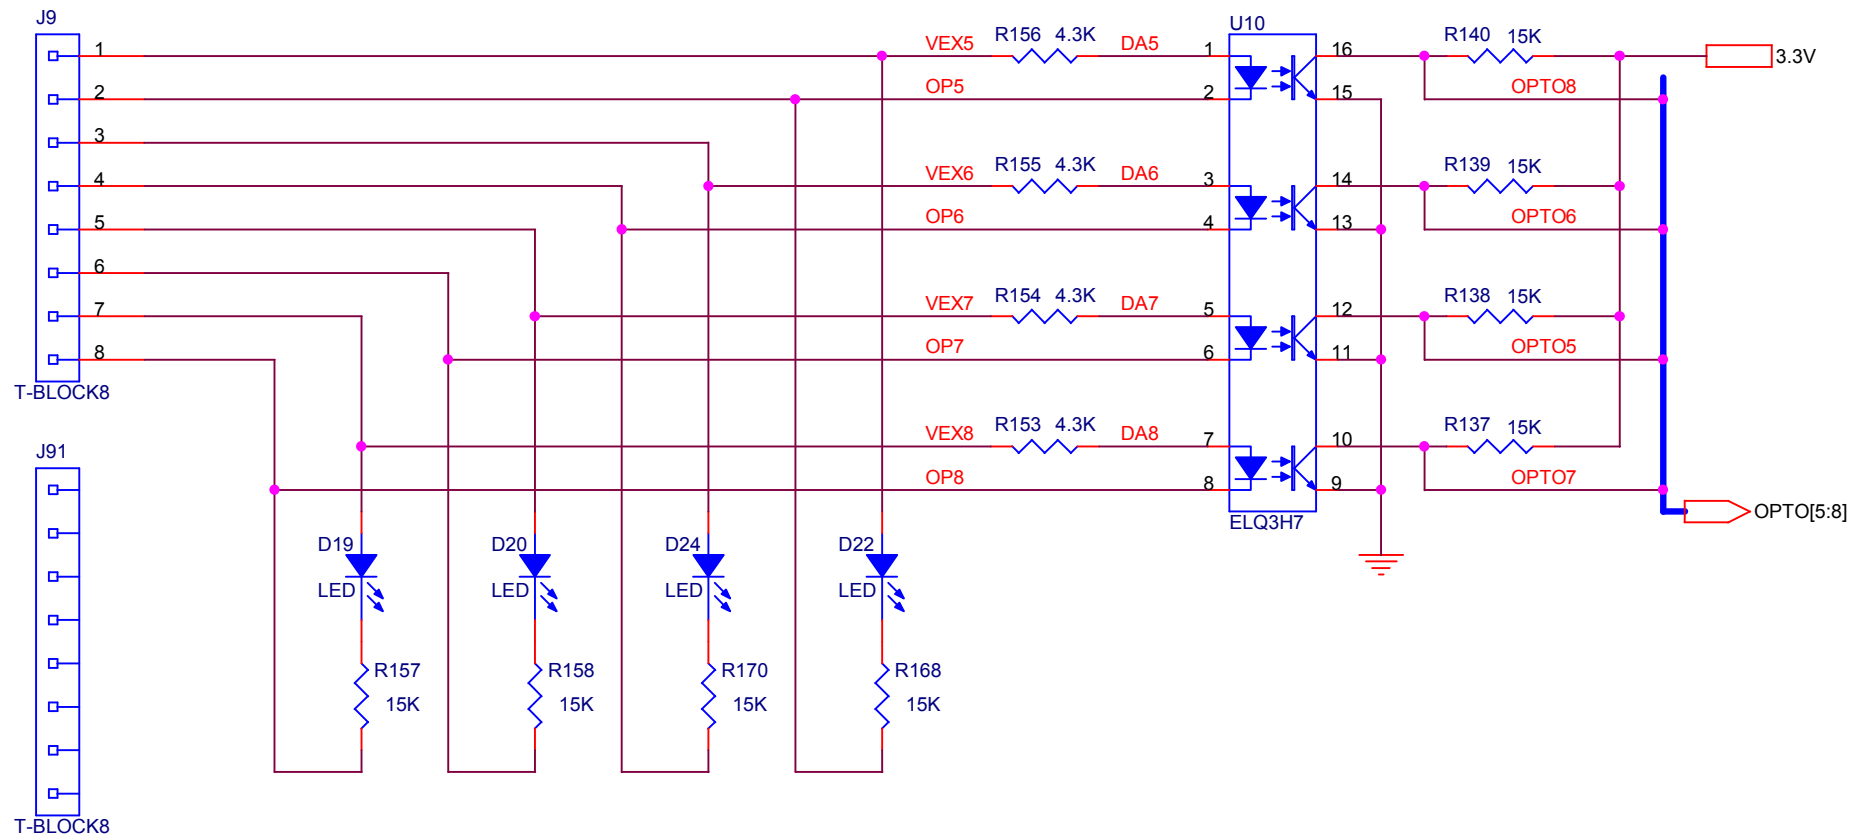 J9
U10
1 VEX5 R156 4.3K DA5 1 16 R140 15K 3.3V
2 OP5 2 15 OPTO8
3
4 VEX6 R155 4.3K DA6 3 14 R139 15K
5 OP6 4 13 OPTO6
6
7 VEX7 R154 4.3K DA7 5 12 R138 15K
8 OP7 6 11 OPTO5
T-BLOCK8
VEX8 R153 4.3K DA8 7 10 R137 15K
J91
OP8 8 9 OPTO7
ELQ3H7 OPTO[5:8]
D19 D20 D24 D22
LED LED LED LED
R157 R158 R170 R168
15K 15K 15K 15K
T-BLOCK8